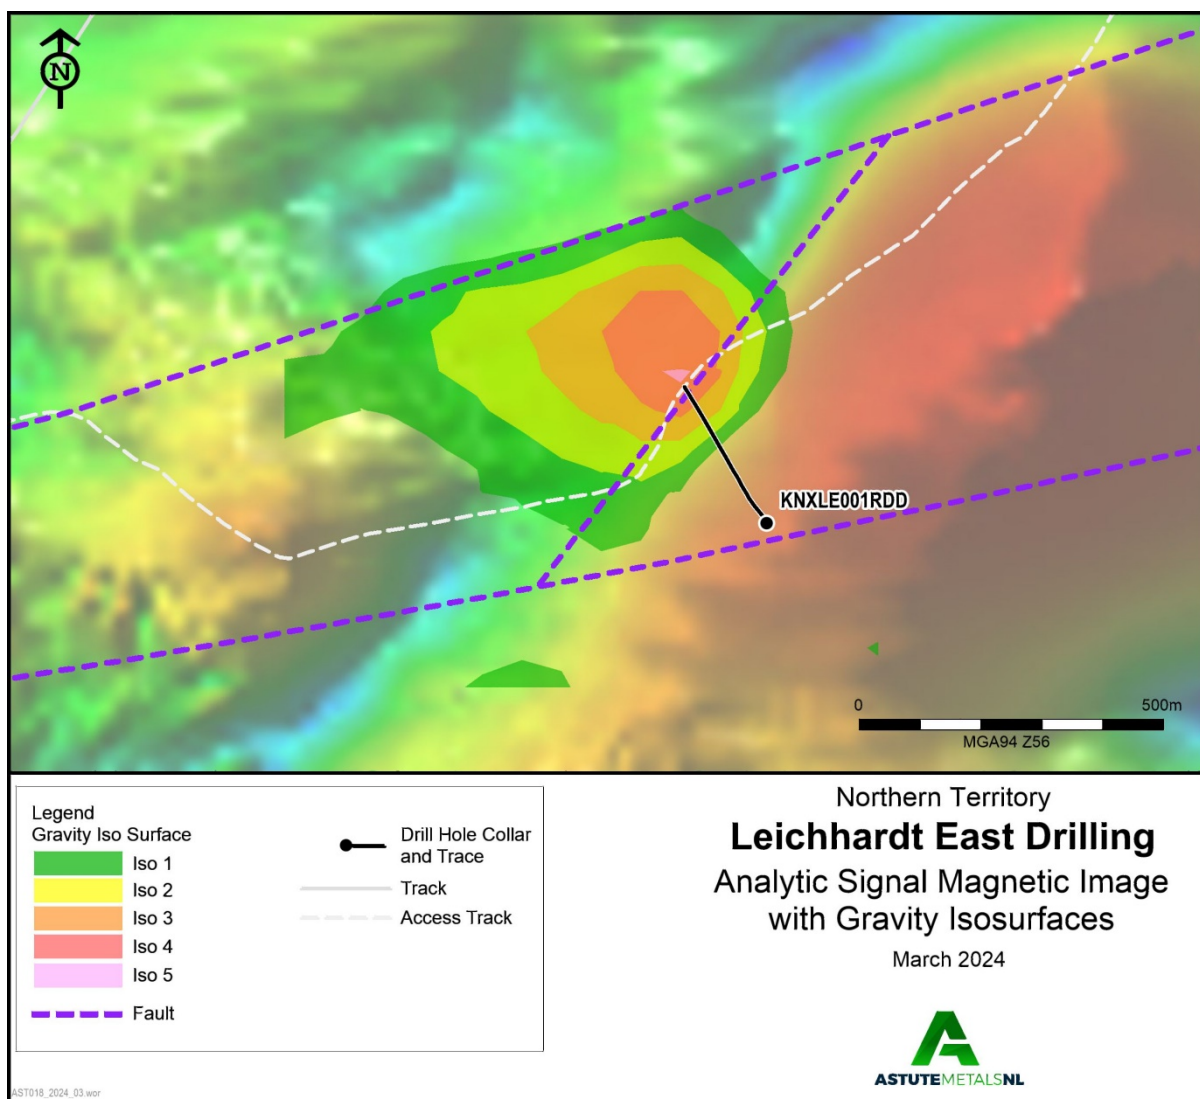 N
KNXLE001RDD
0 500m
MGA94 Z56
Legend
Gravity Iso Surface
Iso 1
Iso 2
Iso 3
Iso 4
Iso 5
Fault
Drill Hole Collar
and Trace
Track
Access Track
Northern Territory
Leichhardt East Drilling
Analytic Signal Magnetic Image
with Gravity Isosurfaces
March 2024
ASTUTEMETALSNL
AST018_2024_03.wor